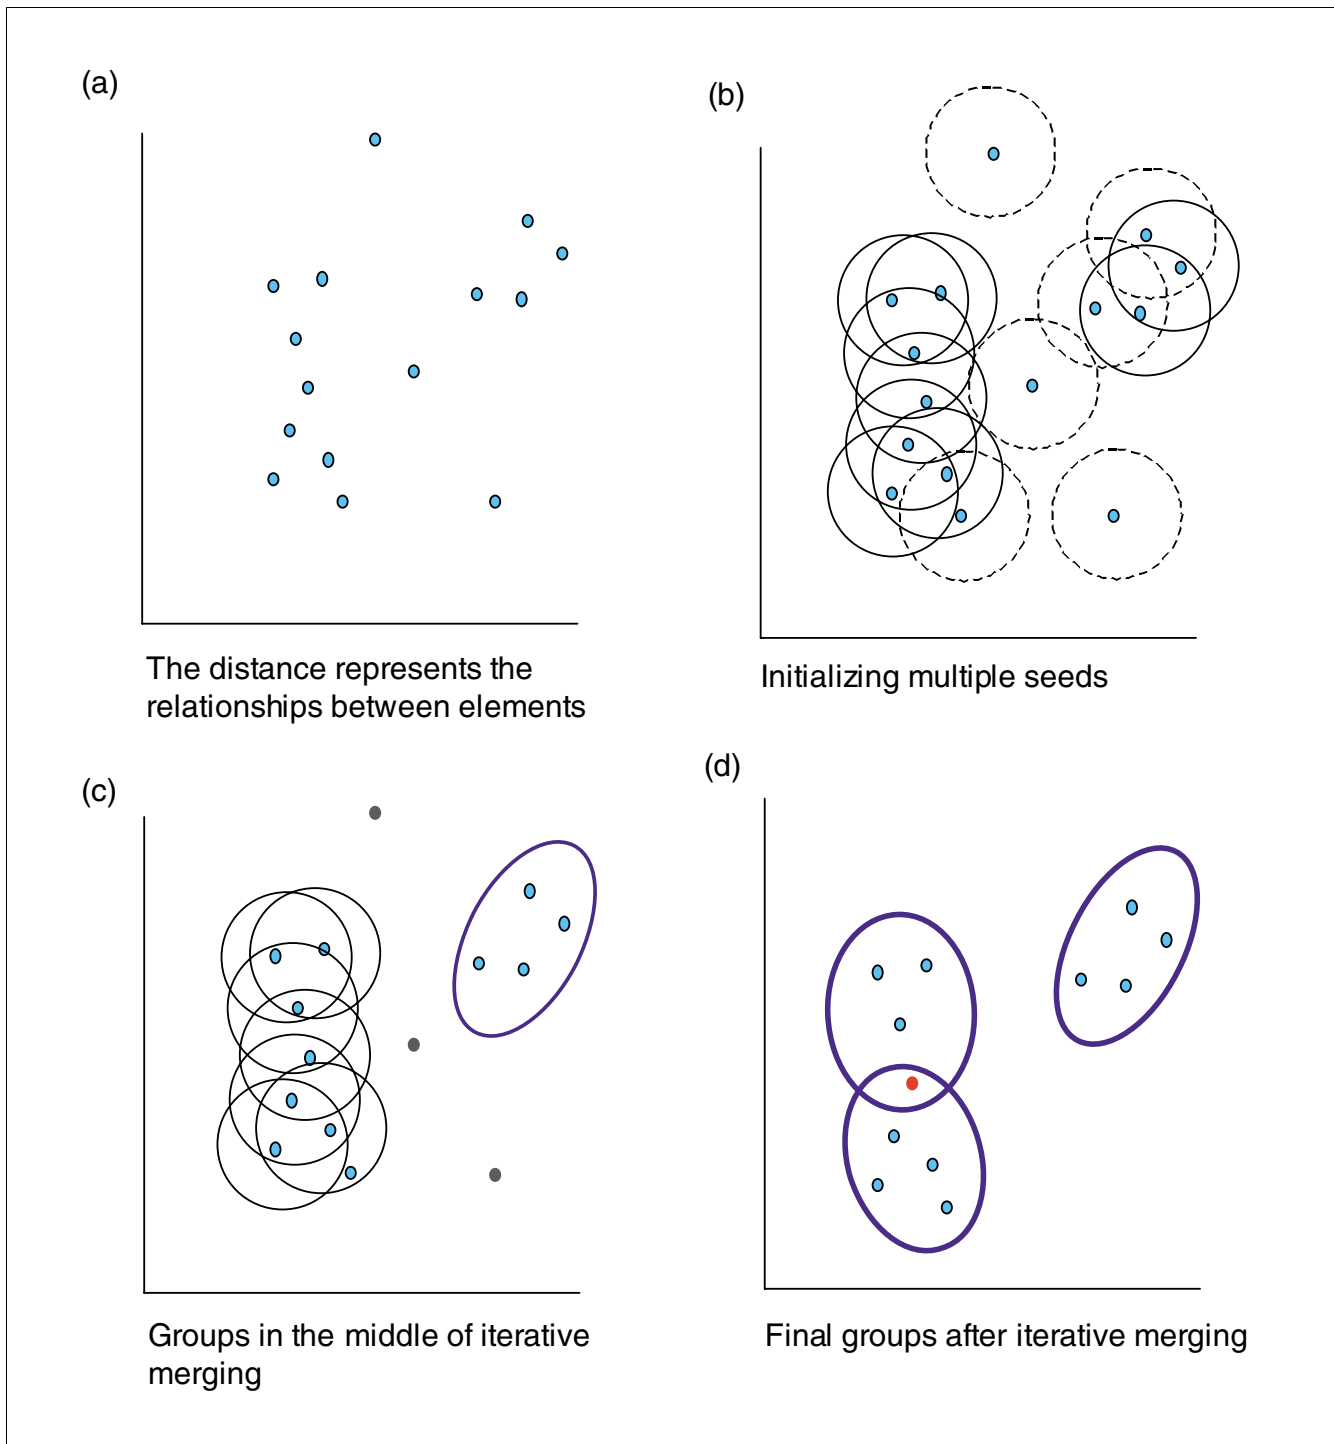 (a)
The distance represents the
relationships between elements
(b)
Initializing multiple seeds
(c)
Groups in the middle of iterative
merging
(d)
Final groups after iterative merging